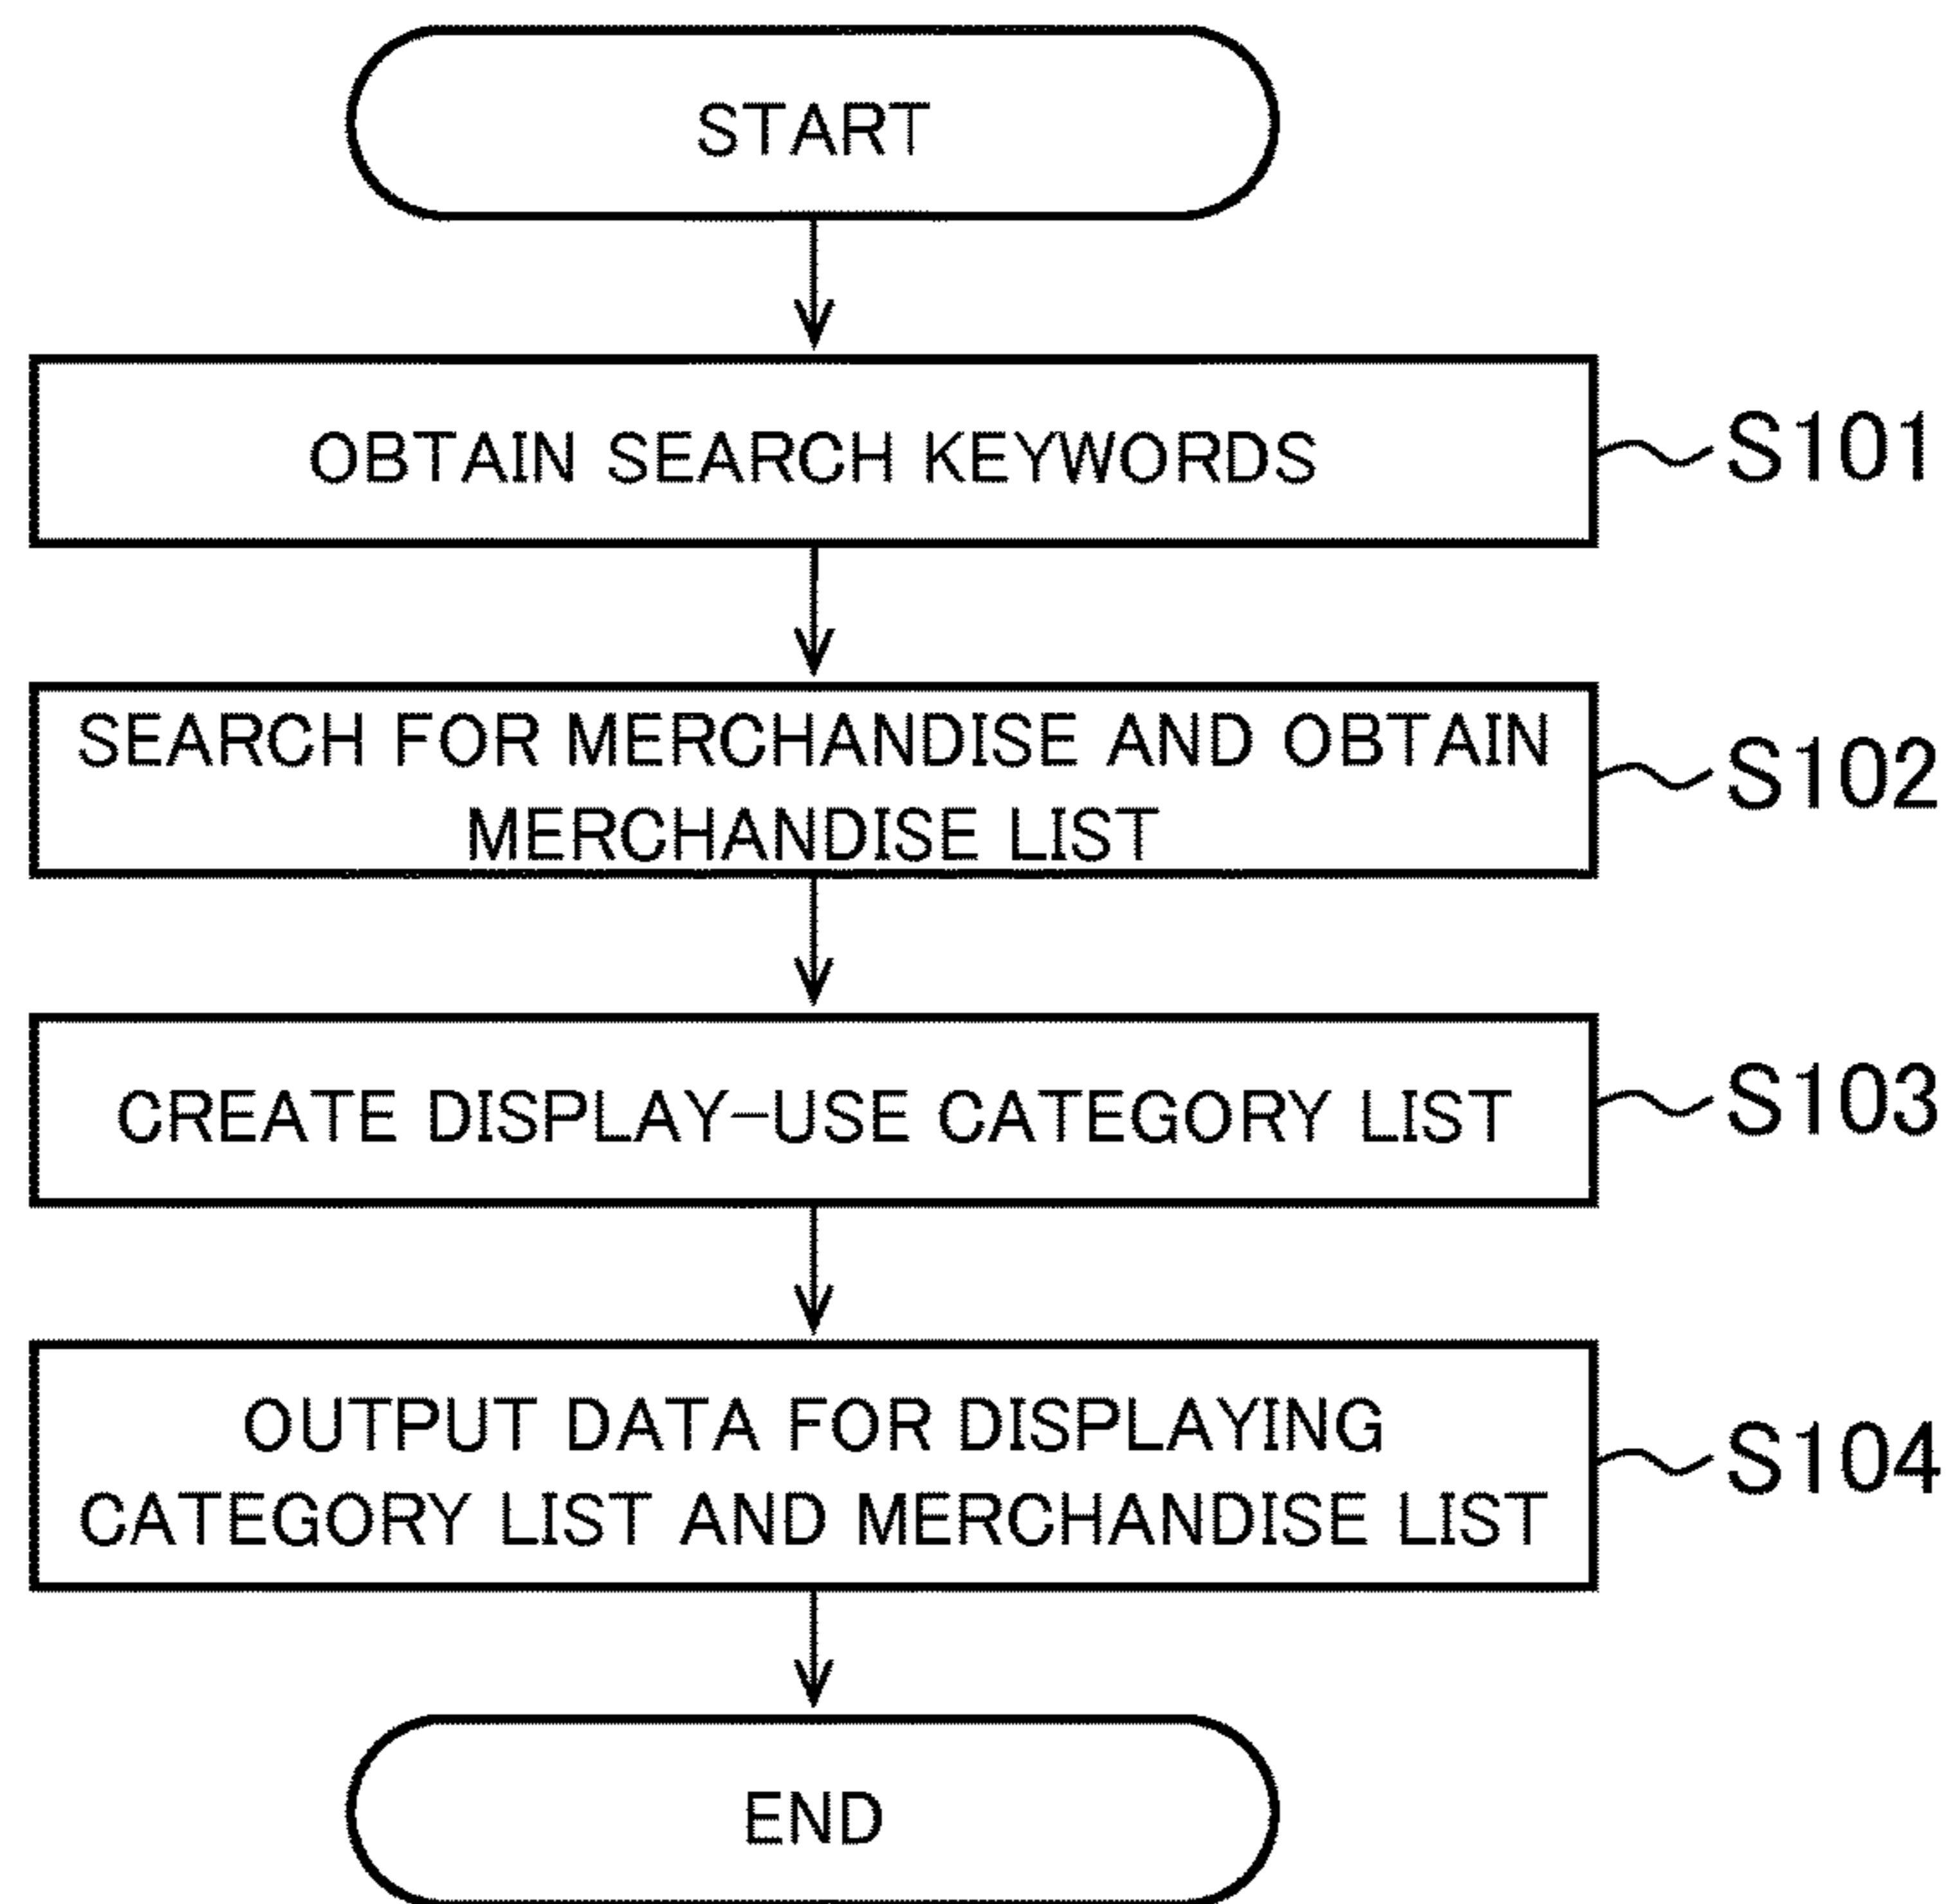 START
OBTAIN SEARCH KEYWORDS
S101
SEARCH FOR MERCHANDISE AND OBTAIN
MERCHANDISE LIST
S102
CREATE DISPLAY-USE CATEGORY LIST
S103
OUTPUT DATA FOR DISPLAYING
CATEGORY LIST AND MERCHANDISE LIST
S104
END